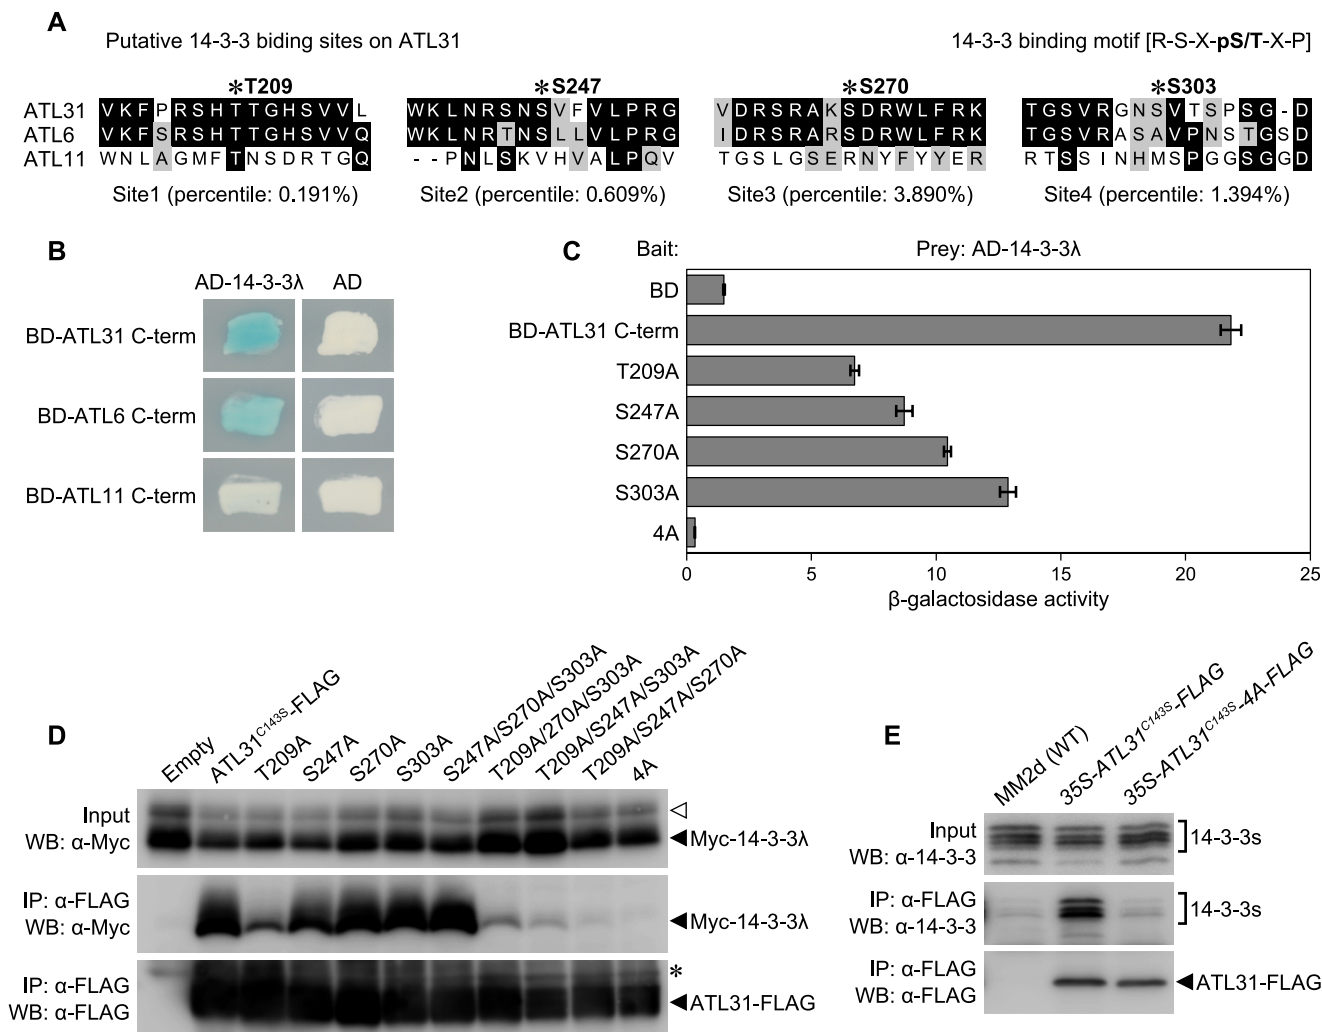 A
Putative 14-3-3 biding sites on ATL31
14-3-3 binding motif [R-S-X-pS/T-X-P]
*T209
*S247
*S270
*S303
ATL31
V K F P R S H T T G H S V V L
W K L N R S N S V F V L P R G
V D R S R A K S D R W L F R K
T G S V R G N S V T S P S G - D
ATL6
V K F S R S H T T G H S V V Q
W K L N R T N S L L V L P R G
I D R S R A R S D R W L F R K
T G S V R A S A V P N S T G S D
ATL11
W N L A G M F T N S D R T G Q
- - P N L S K V H V A L P Q V
T G S L G S E R N Y F Y Y E R
R T S S I N H M S P G G S G G D
Site1 (percentile: 0.191%)
Site2 (percentile: 0.609%)
Site3 (percentile: 3.890%)
Site4 (percentile: 1.394%)
B
AD-14-3-3λ
AD
BD-ATL31 C-term
BD-ATL6 C-term
BD-ATL11 C-term
C
Bait:
Prey: AD-14-3-3λ
BD
BD-ATL31 C-term
T209A
S247A
S270A
S303A
4A
0
5
10
15
20
25
β-galactosidase activity
D
Empty
ATL31C143S-FLAG
T209A
S247A
S270A
S303A
S247A/S270A/S303A
T209A/270A/S303A
T209A/S247A/S303A
T209A/S247A/S270A
4A
Input
WB: α-Myc
Myc-14-3-3λ
IP: α-FLAG
WB: α-Myc
Myc-14-3-3λ
IP: α-FLAG
WB: α-FLAG
*
ATL31-FLAG
E
MM2d (WT)
35S-ATL31C143S-FLAG
35S-ATL31C143S-4A-FLAG
Input
WB: α-14-3-3
14-3-3s
IP: α-FLAG
WB: α-14-3-3
14-3-3s
IP: α-FLAG
WB: α-FLAG
ATL31-FLAG